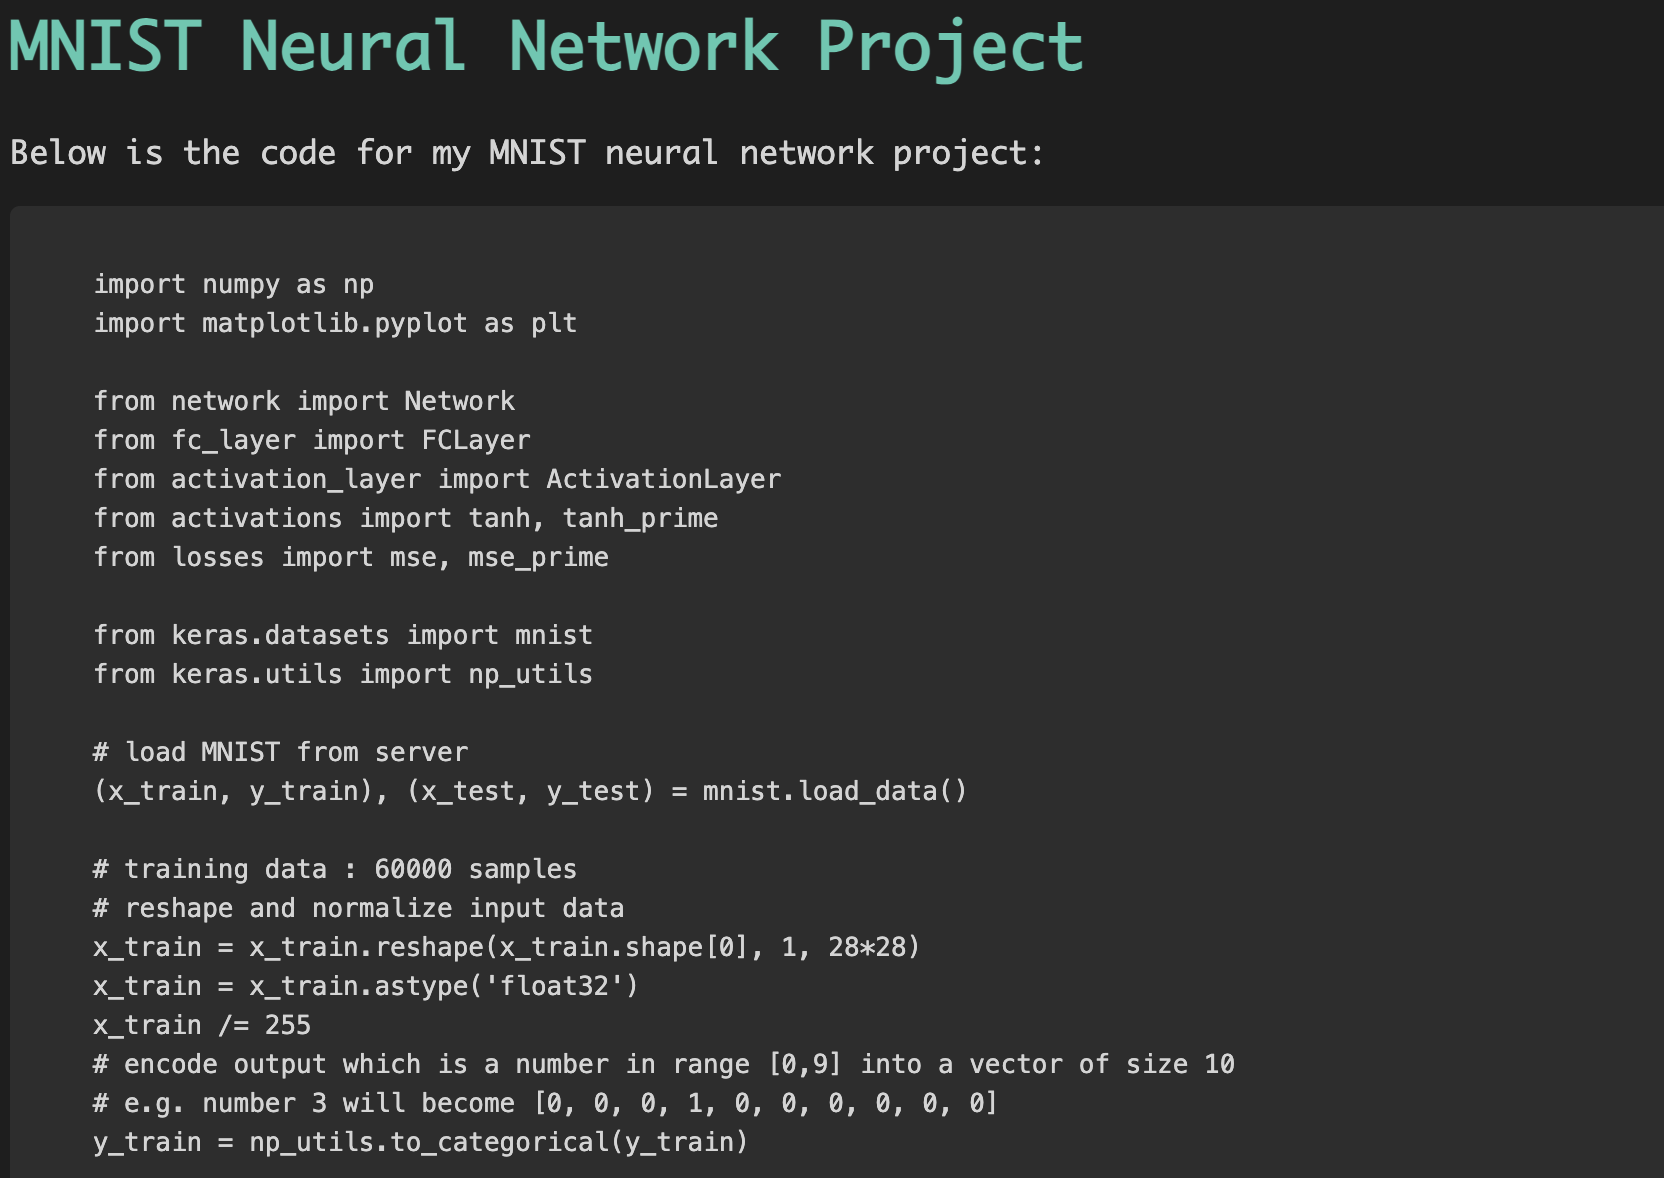 MNIST Neural Network Project
Below is the code for my MNIST neural network project:
import numpy as np
import matplotlib.pyplot as plt
from network import Network
from fc_layer import FCLayer
from activation_layer import ActivationLayer
from activations import tanh, tanh_prime
from losses import mse, mse_prime
from keras.datasets import mnist
from keras.utils import np_utils
# load MNIST from server
(x_train, y_train), (x_test, y_test) = mnist.load_data()
# training data : 60000 samples
# reshape and normalize input data
x_train = x_train.reshape(x_train.shape[0], 1, 28*28)
x_train = x_train.astype('float32')
x_train /= 255
# encode output which is a number in range [0,9] into a vector of size 10
# e.g. number 3 will become [0, 0, 0, 1, 0, 0, 0, 0, 0, 0]
y_train = np_utils.to_categorical(y_train)